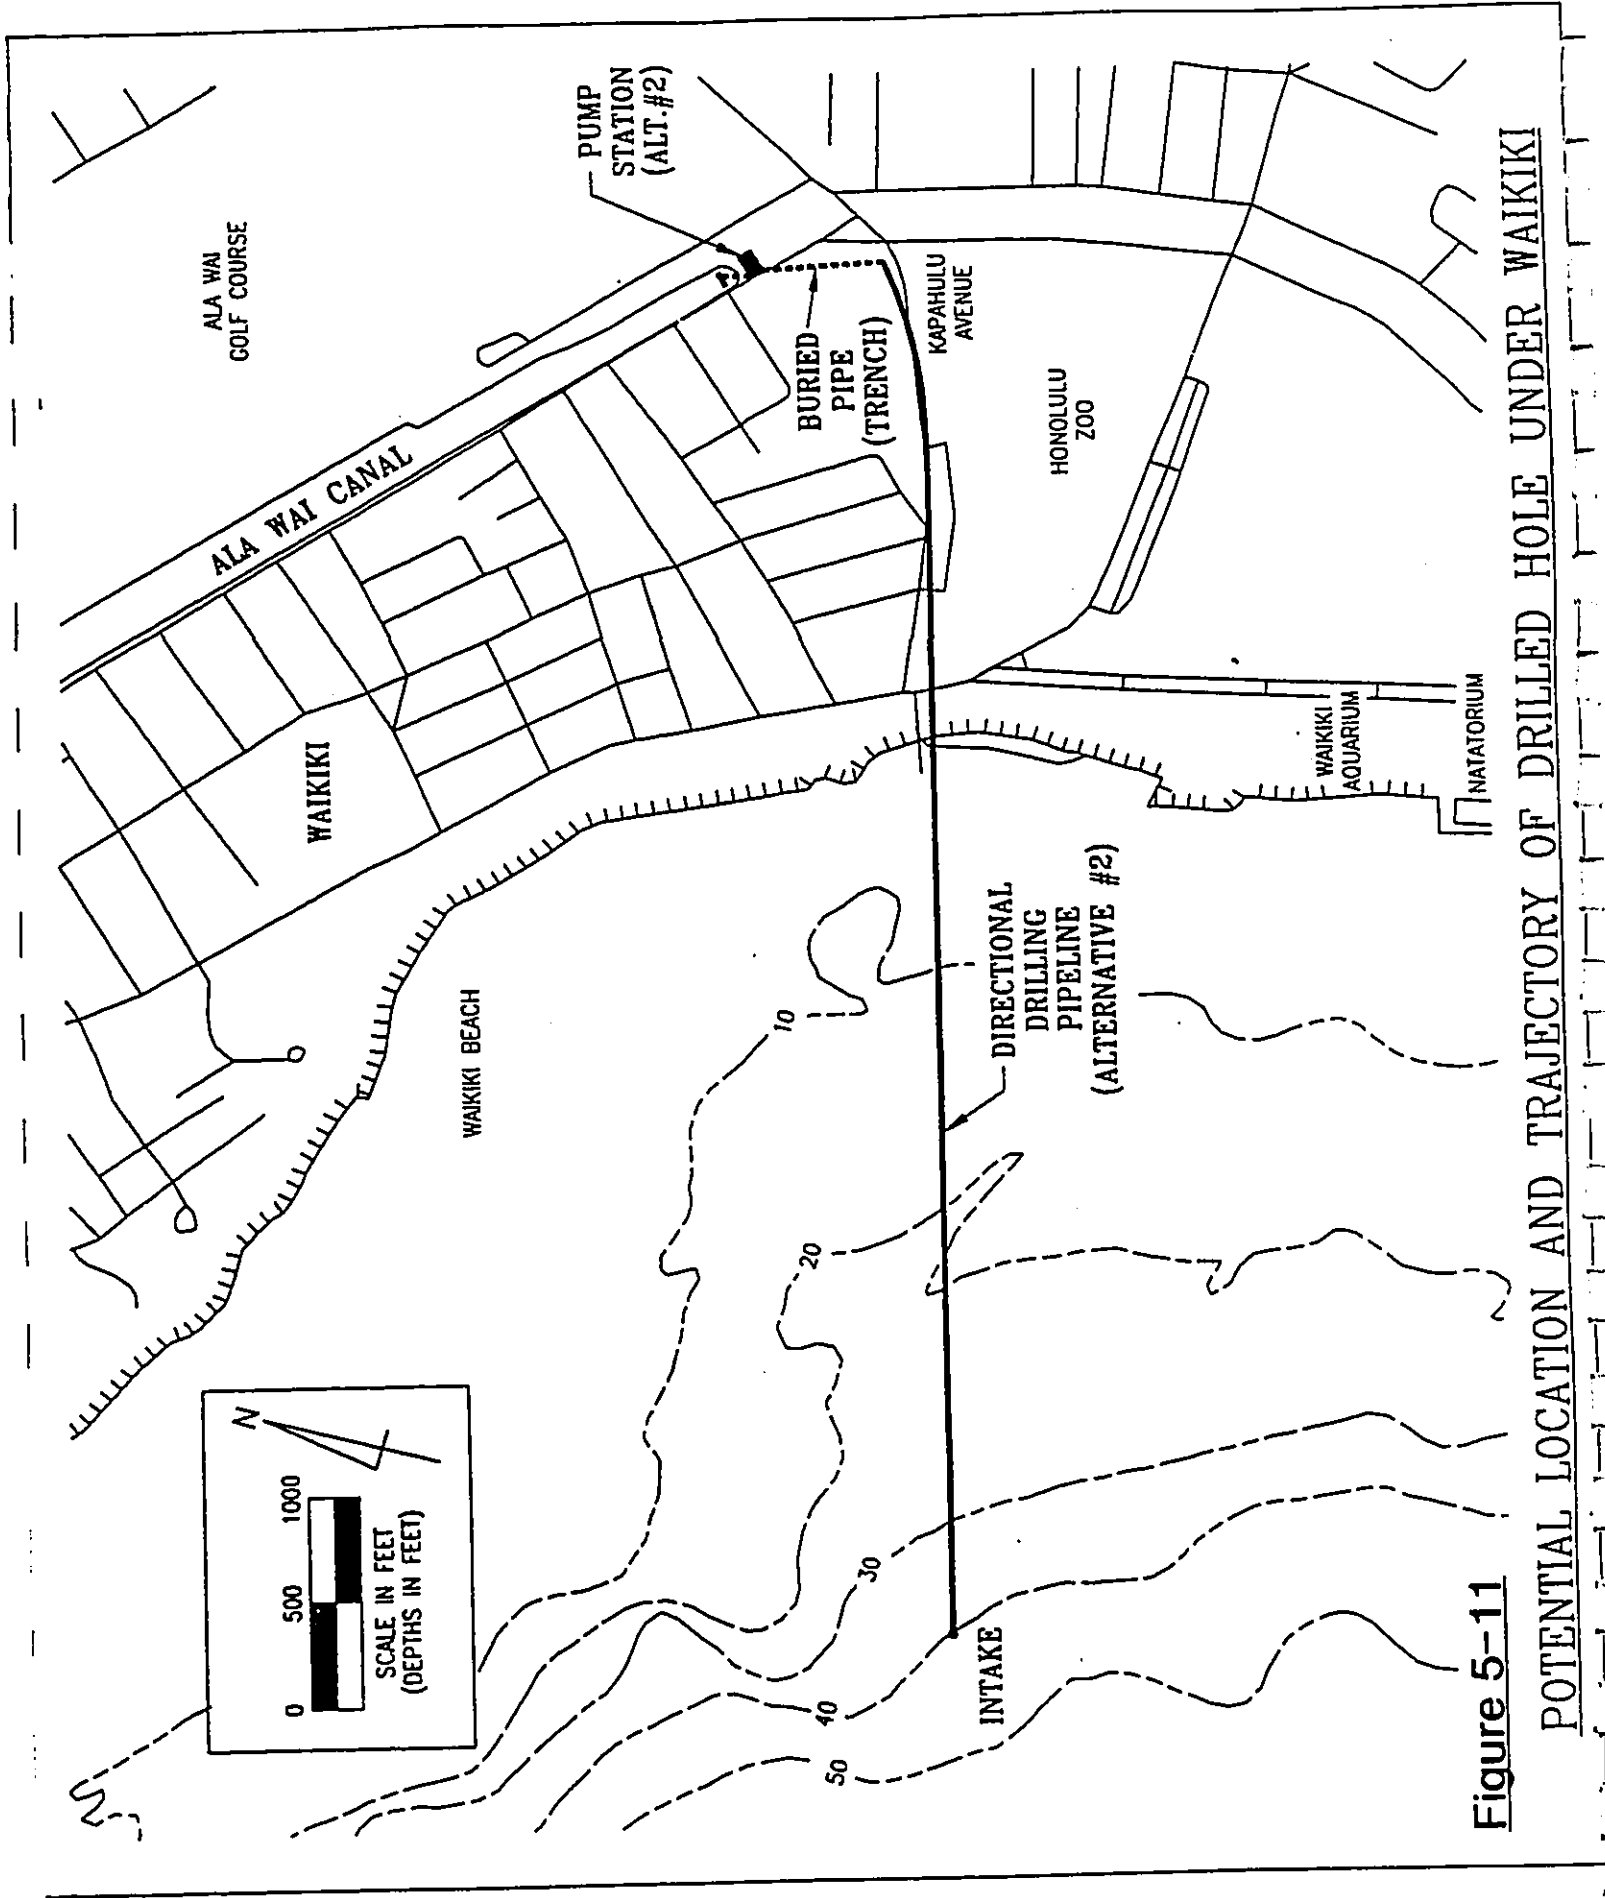 ALA WAI
GOLF COURSE
PUMP
STATION
(ALT.#2)
ALA WAI CANAL
BURIED
PIPE
(TRENCH)
KAPAHULU
AVENUE
HONOLULU
ZOO
WAIKIKI
WAIKIKI BEACH
WAIKIKI
AQUARIUM
NATATORIUM
DIRECTIONAL
DRILLING
PIPELINE
(ALTERNATIVE #2)
10
20
30
40
50
INTAKE
N
0 500 1000
SCALE IN FEET
(DEPTHS IN FEET)
Figure 5-11
POTENTIAL LOCATION AND TRAJECTORY OF DRILLED HOLE UNDER WAIKIKI